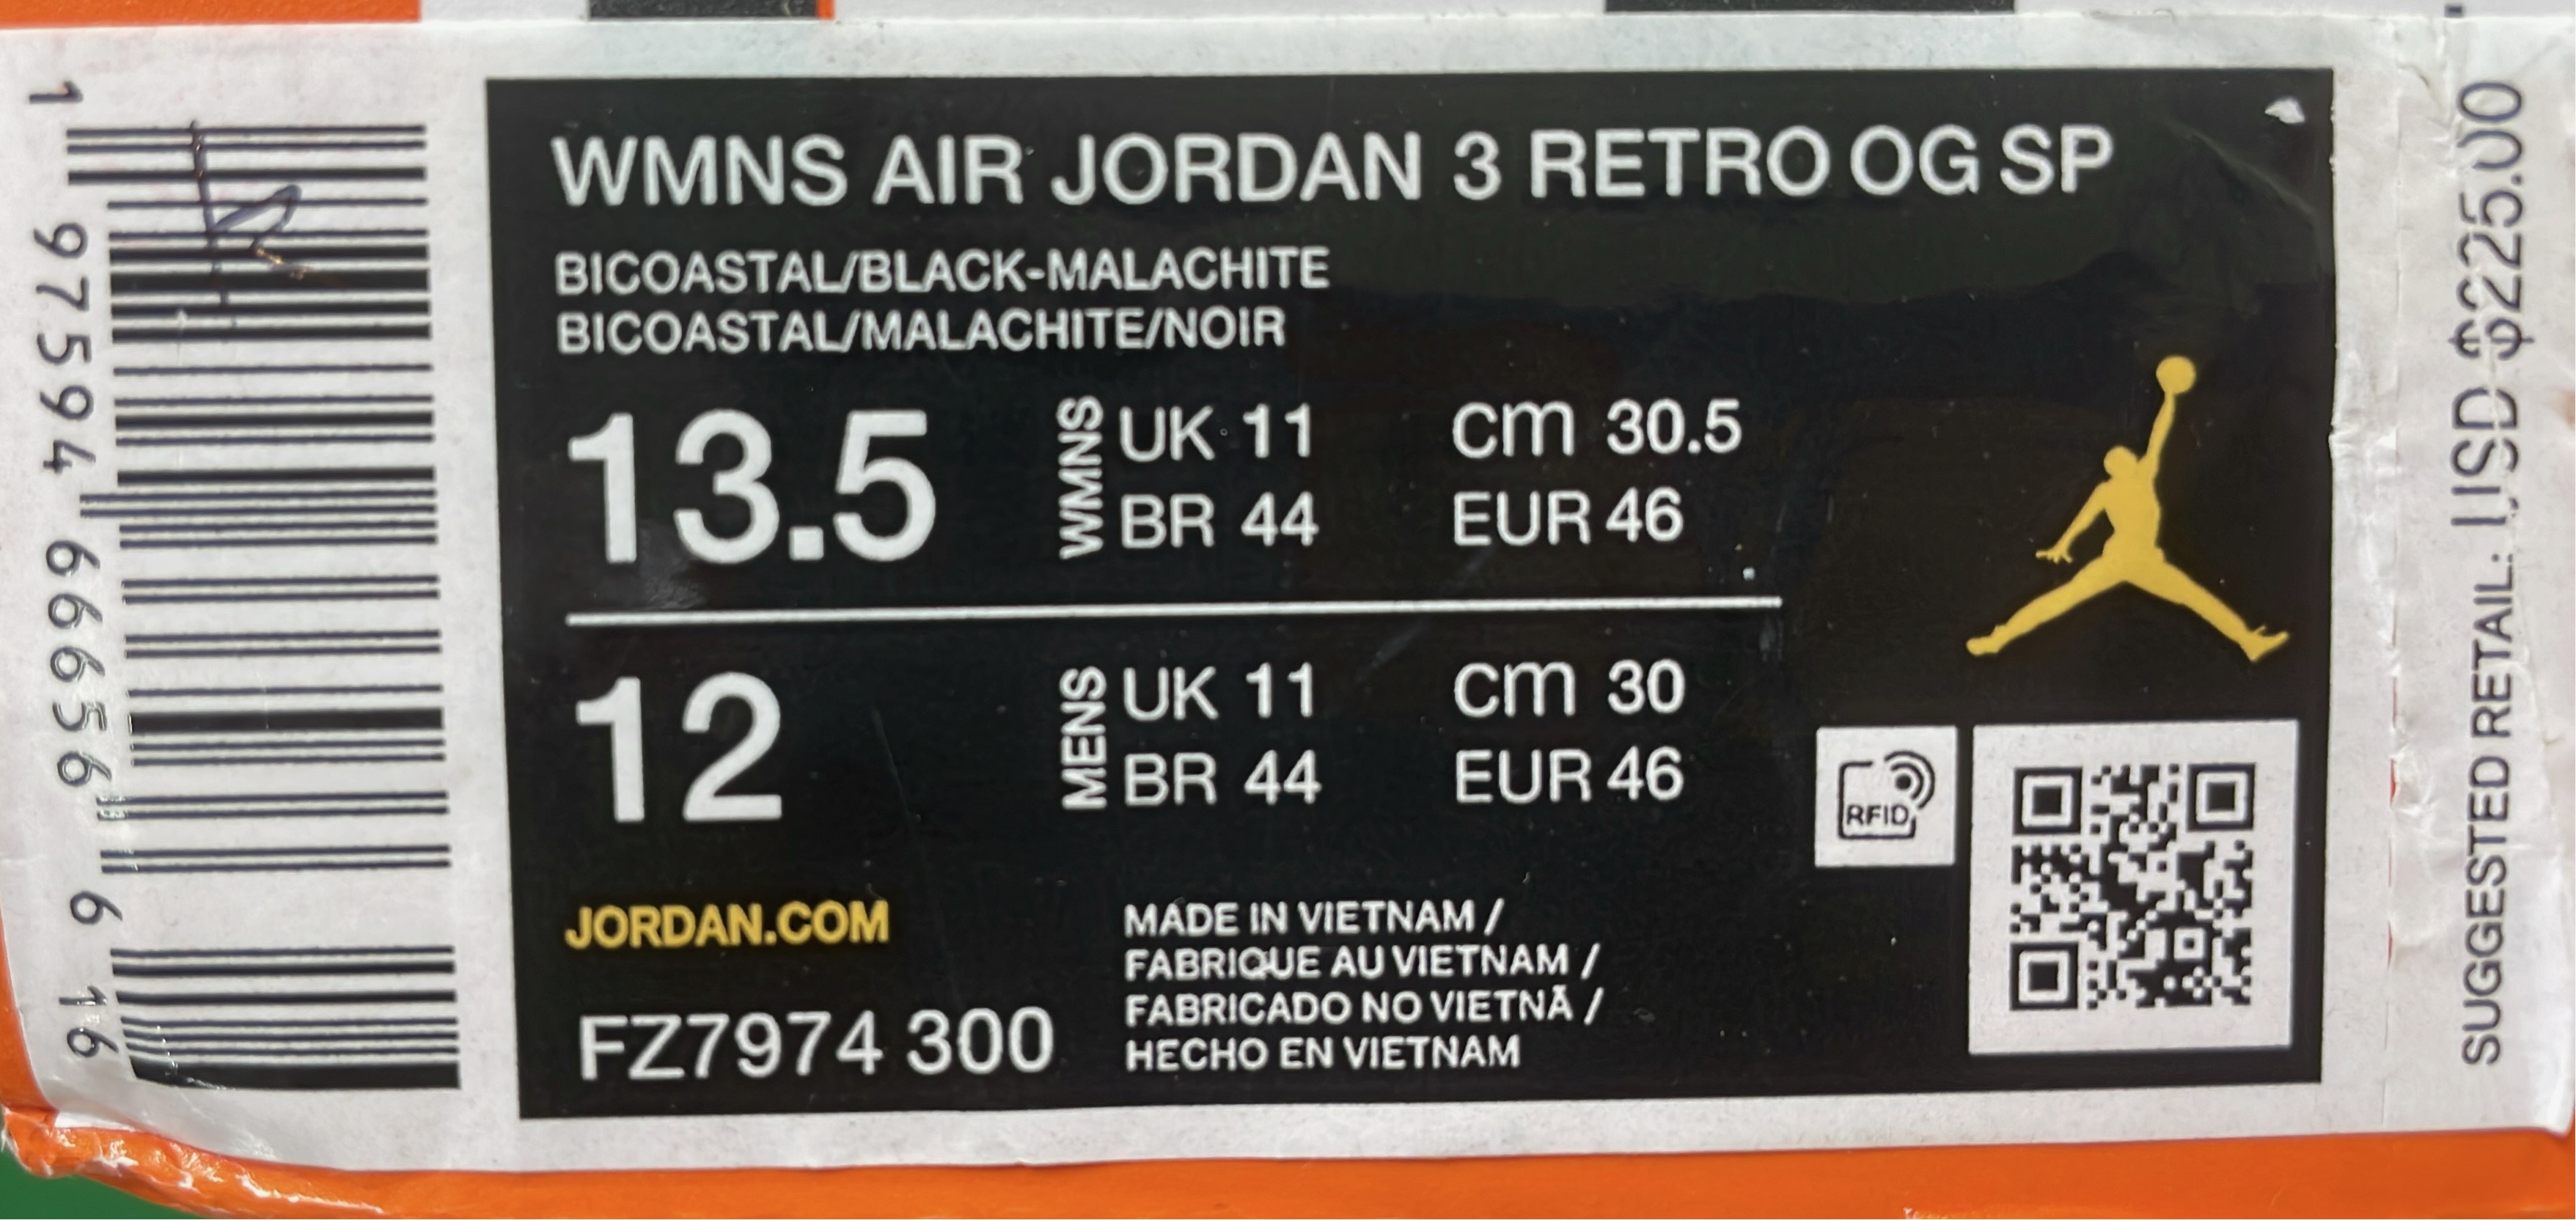 WMNS AIR JORDAN 3 RETRO OG SP
BICOASTAL/BLACK-MALACHITE
BICOASTAL/MALACHITE/NOIR
13.5 WMNS UK 11 cm 30.5
BR 44 EUR 46
12 MENS UK 11 cm 30
BR 44 EUR 46
RFID
JORDAN.COM
FZ7974 300
MADE IN VIETNAM /
FABRIQUE AU VIETNAM /
FABRICADO NO VIETNÃ /
HECHO EN VIETNAM
1 97594 66656 6 16
SUGGESTED RETAIL: USD $225.00